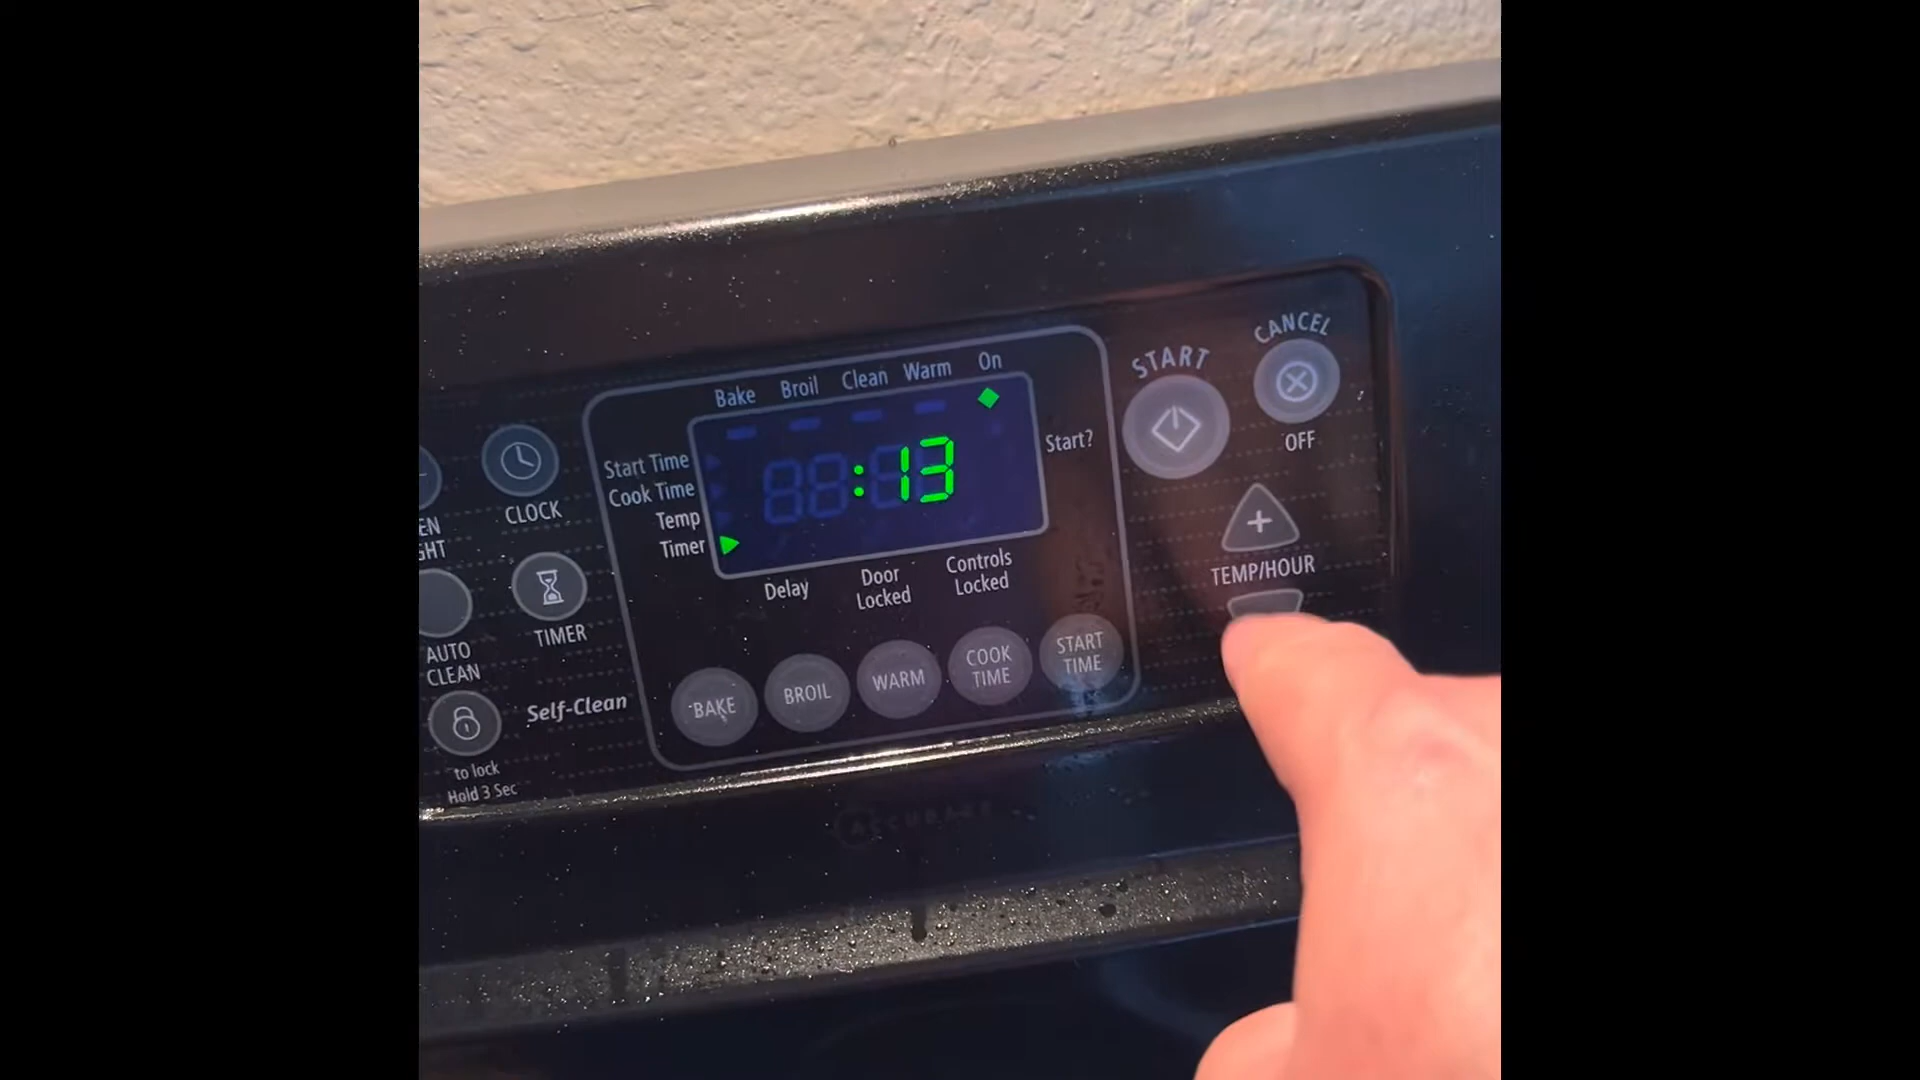 Bake Broil Clean Warm On
:13
Start Time
Cook Time
Temp
Timer
Start?
Delay
Door
Locked
Controls
Locked
START
CANCEL
OFF
TEMP/HOUR
CLOCK
TIMER
EN
GHT
AUTO
CLEAN
Self-Clean
to lock
Hold 3 Sec
BAKE
BROIL
WARM
COOK
TIME
START
TIME
ACCUBAKE